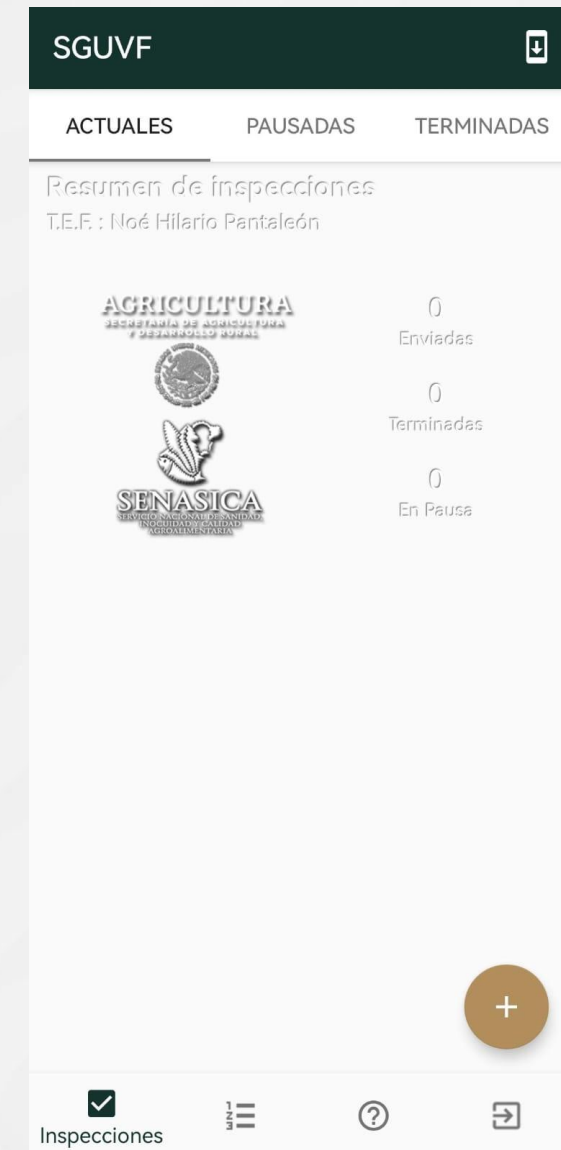 SGUVF
ACTUALES PAUSADAS TERMINADAS
Resumen de inspecciones
T.E.F. : Noé Hilario Pantaleón
AGRICULTURA
SECRETARÍA DE AGRICULTURA
Y DESARROLLO RURAL
SENASICA
SERVICIO NACIONAL DE SANIDAD,
INOCUIDAD Y CALIDAD
AGROALIMENTARIA
0
Enviadas
0
Terminadas
0
En Pausa
+
Inspecciones